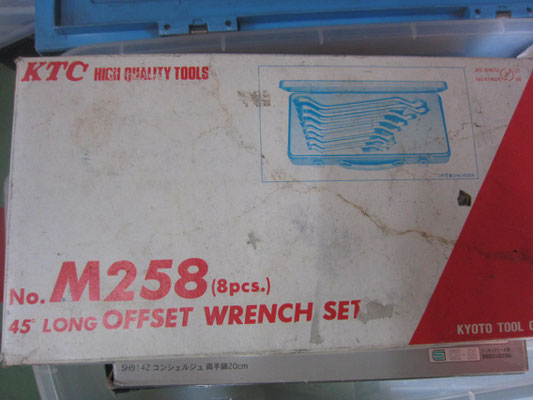 KTC HIGH QUALITY TOOLS
No. M258 (8pcs.)
45° LONG OFFSET WRENCH SET
KYOTO TOOL
SH9142 コンシェルジュ 両手鍋20cm